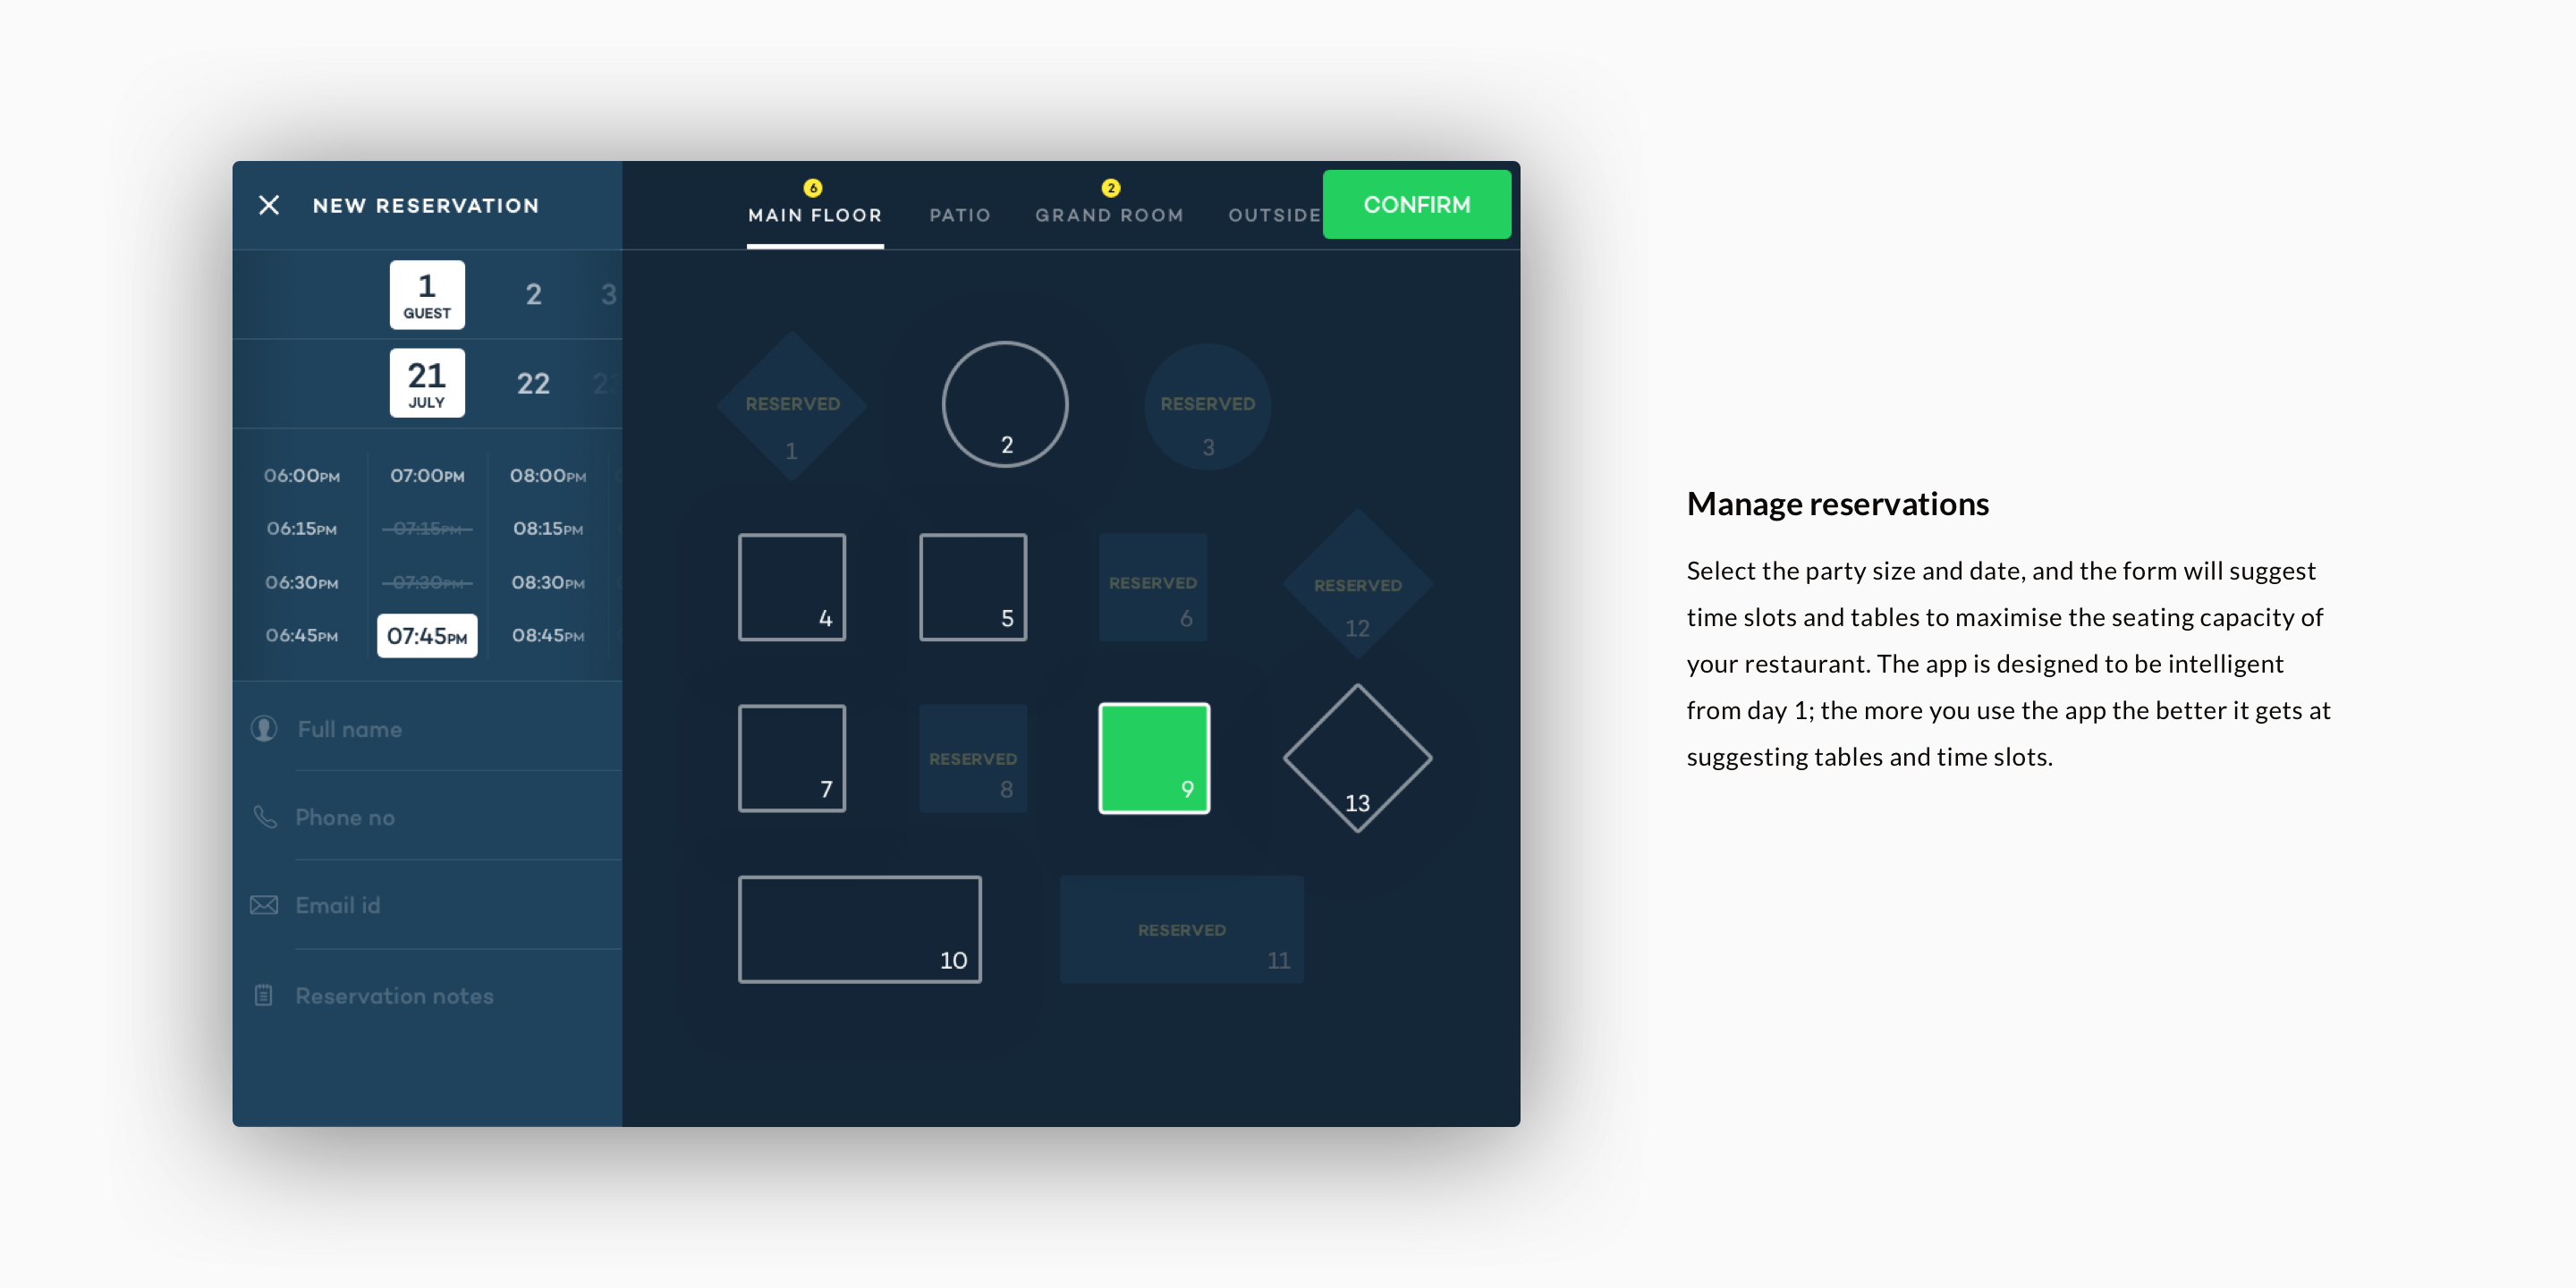 NEW RESERVATION
6
MAIN FLOOR
PATIO
2
GRAND ROOM
OUTSIDE
CONFIRM
1
GUEST
2
3
21
JULY
22
06:00PM 07:00PM 08:00PM
06:15PM 07:15PM 08:15PM
06:30PM 07:30PM 08:30PM
06:45PM 07:45PM 08:45PM
Full name
Phone no
Email id
Reservation notes
RESERVED
1
2
RESERVED
3
4
5
RESERVED
6
RESERVED
12
7
RESERVED
8
9
13
10
RESERVED
11
Manage reservations
Select the party size and date, and the form will suggest
time slots and tables to maximise the seating capacity of
your restaurant. The app is designed to be intelligent
from day 1; the more you use the app the better it gets at
suggesting tables and time slots.